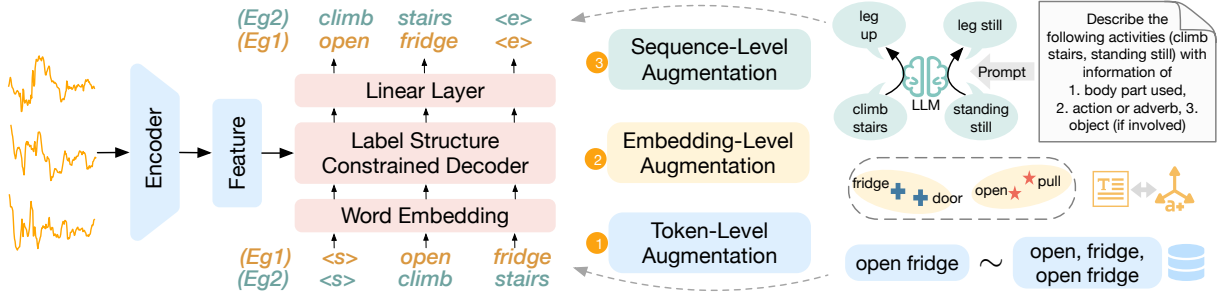 (Eg2) climb stairs <e>
(Eg1) open fridge <e>
Linear Layer
Label Structure
Constrained Decoder
Word Embedding
(Eg1) <s> open fridge
(Eg2) <s> climb stairs
Encoder
Feature
3
Sequence-Level
Augmentation
2
Embedding-Level
Augmentation
1
Token-Level
Augmentation
leg
up
leg still
LLM
climb
stairs
standing
still
Prompt
Describe the
following activities (climb
stairs, standing still) with
information of
1. body part used,
2. action or adverb, 3.
object (if involved)
fridge
door
open
pull
T
a+
open fridge
~
open, fridge,
open fridge